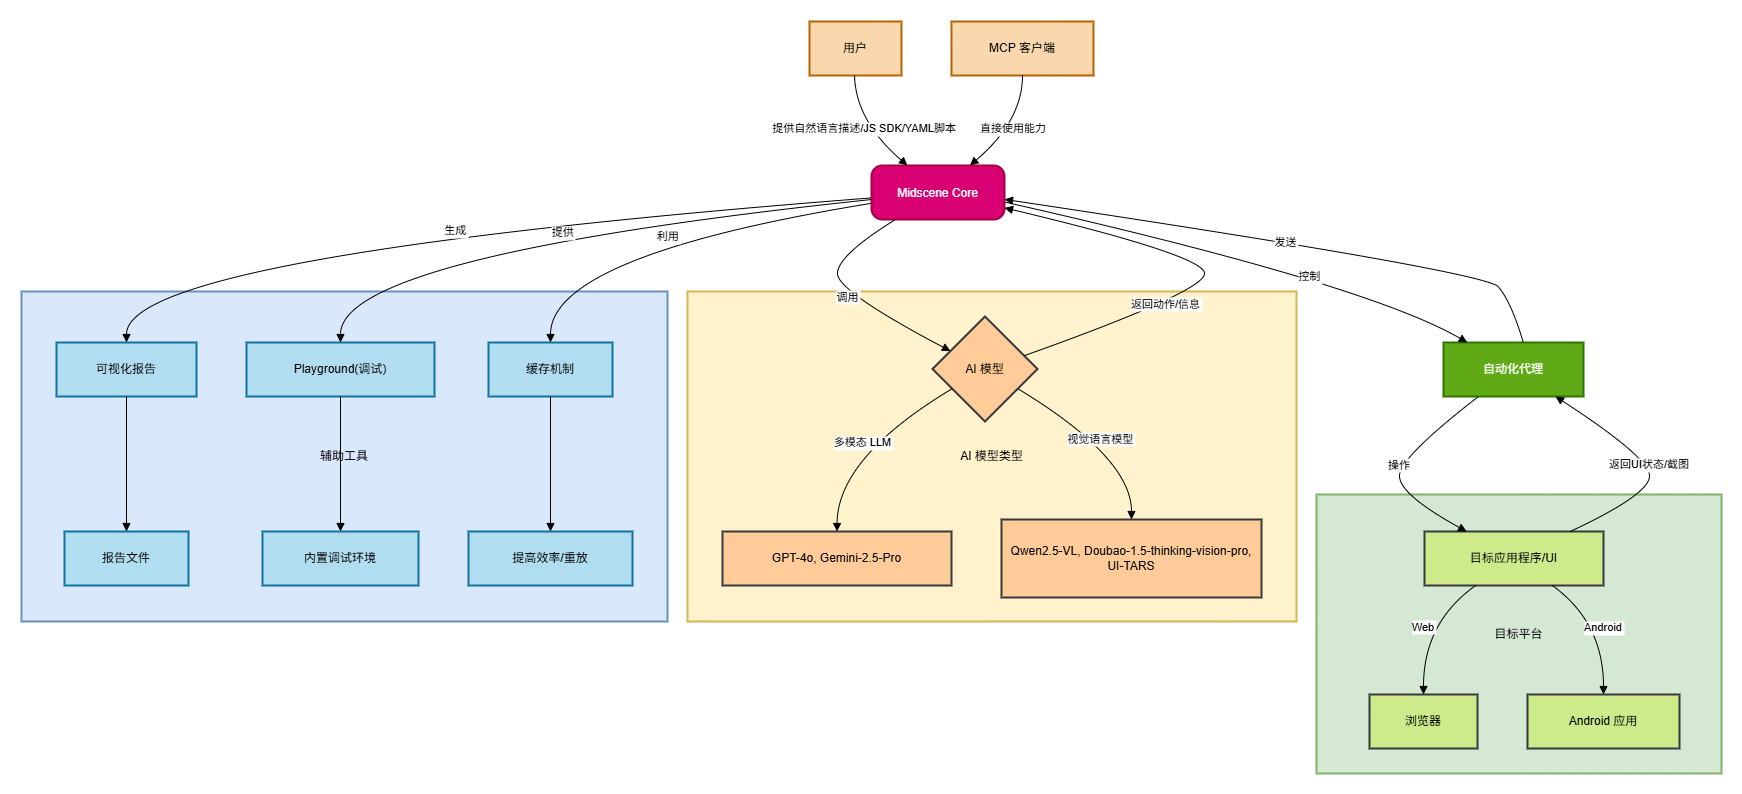 用户
MCP 客户端
提供自然语言描述/JS SDK/YAML脚本
直接使用能力
Midscene Core
生成
提供
利用
发送
控制
调用
返回动作/信息
可视化报告
Playground(调试)
缓存机制
AI 模型
自动化代理
多模态 LLM
视觉语言模型
辅助工具
AI 模型类型
操作
返回UI状态/截图
报告文件
内置调试环境
提高效率/重放
GPT-4o, Gemini-2.5-Pro
Qwen2.5-VL, Doubao-1.5-thinking-vision-pro,
UI-TARS
目标应用程序/UI
Web
目标平台
Android
浏览器
Android 应用